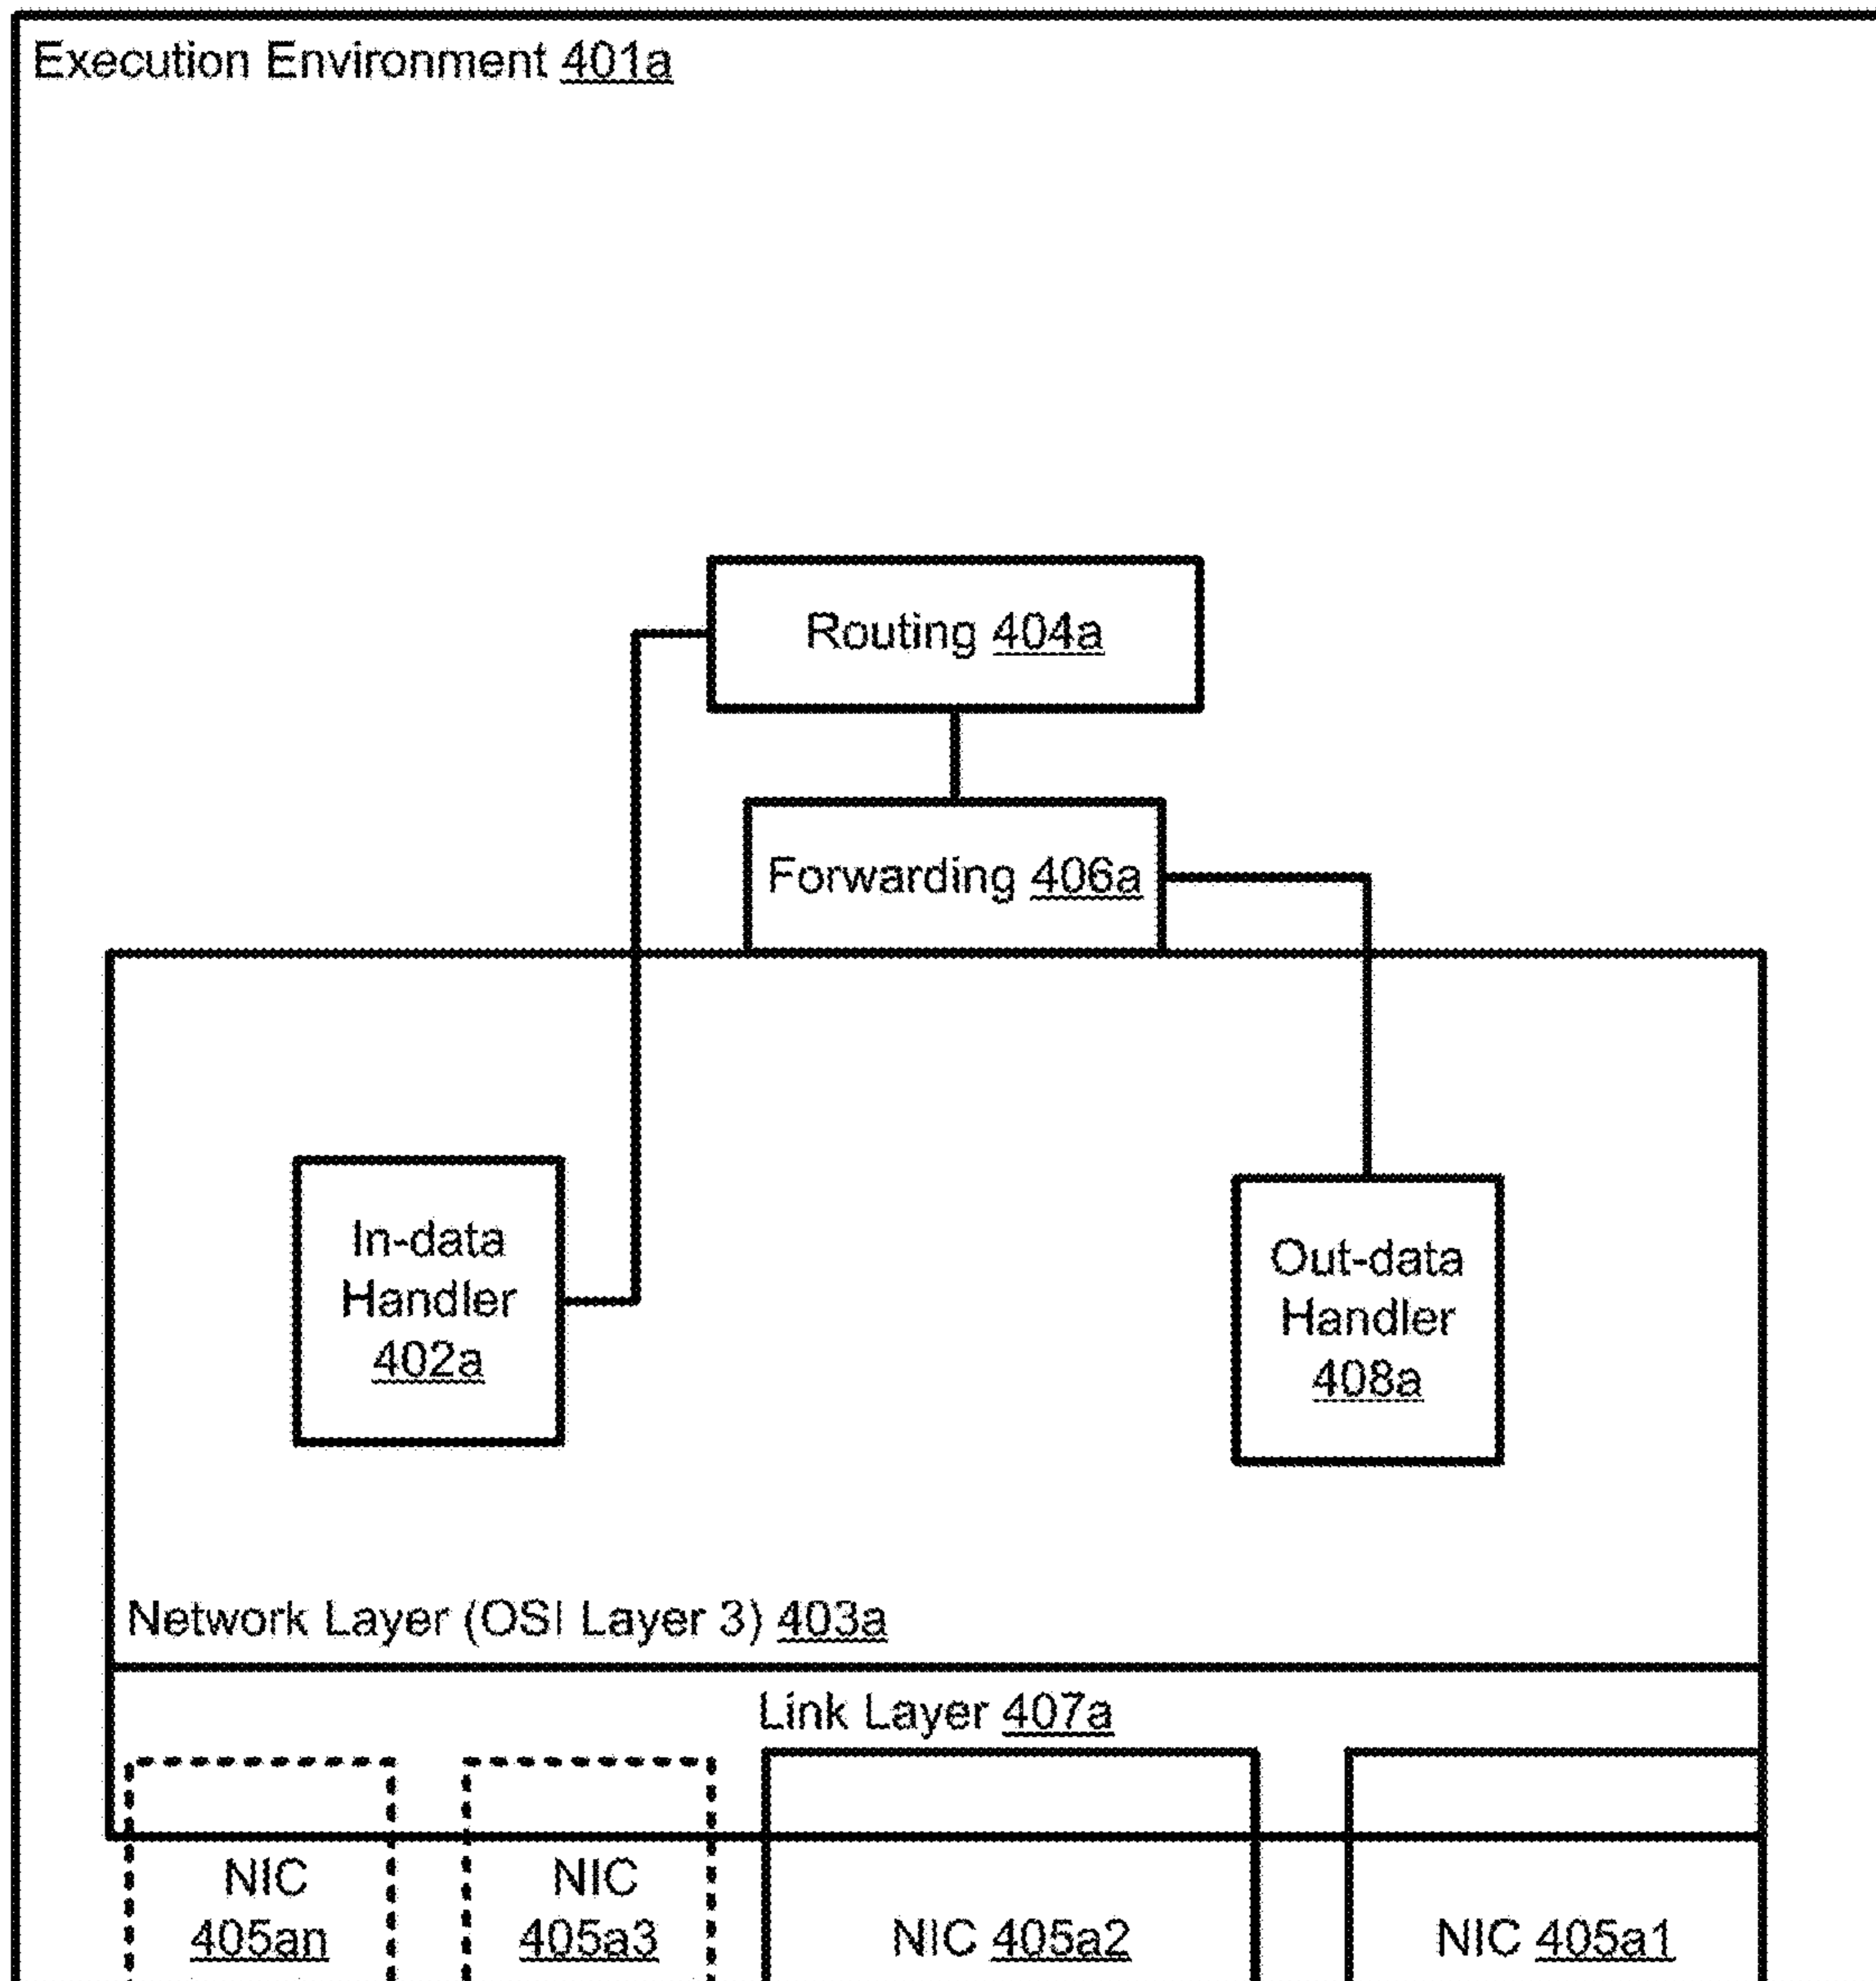 Execution Environment 401a
Routing 404a
Forwarding 406a
In-data
Handler
402a
Out-data
Handler
408a
Network Layer (OSI Layer 3) 403a
Link Layer 407a
NIC
405an
NIC
405a3
NIC 405a2
NIC 405a1